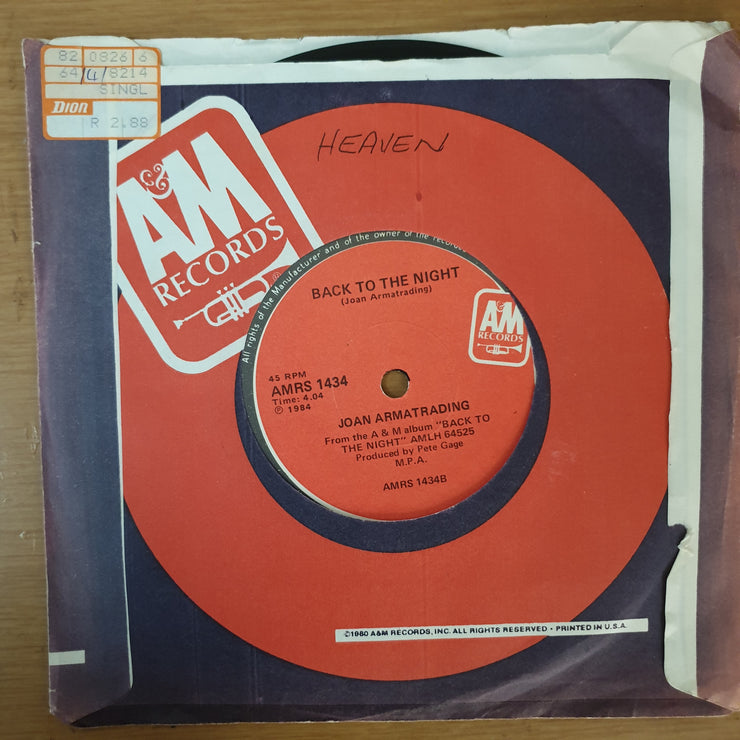 82 0826 6
64/4/8214
SINGL
Dion
R 2.88
HEAVEN
A&M
RECORDS
All rights of the Manufacturer and of the owner of the recorded
BACK TO THE NIGHT
(Joan Armatrading)
A&M
RECORDS
45 RPM
AMRS 1434
Time: 4.04
℗ 1984
JOAN ARMATRADING
From the A & M album "BACK TO
THE NIGHT" AMLH 64525
Produced by Pete Gage
M.P.A.
AMRS 1434B
©1980 A&M RECORDS, INC. ALL RIGHTS RESERVED • PRINTED IN U.S.A.